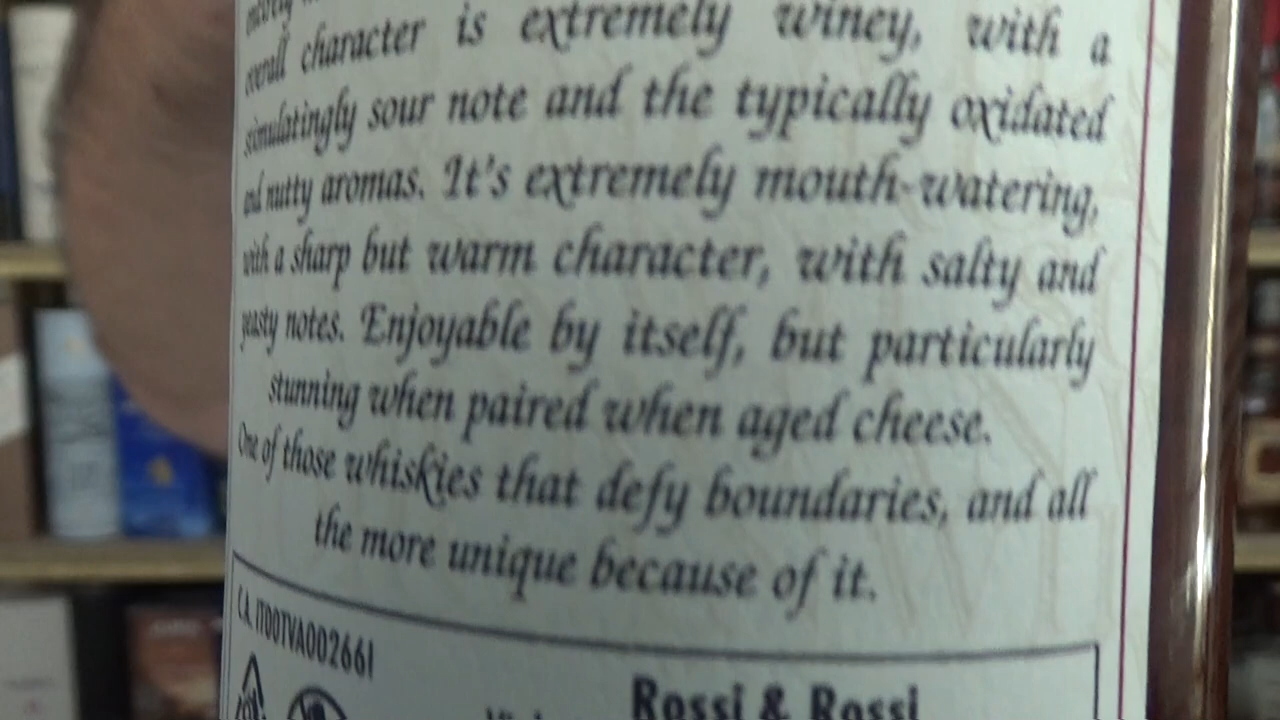 overall character is extremely winey, with a
stimulatingly sour note and the typically oxidated
and nutty aromas. It's extremely mouth-watering,
with a sharp but warm character, with salty and
yeasty notes. Enjoyable by itself, but particularly
stunning when paired when aged cheese.
One of those whiskies that defy boundaries, and all
the more unique because of it.
C.A. IT00TVA00266I
Rossi & Rossi